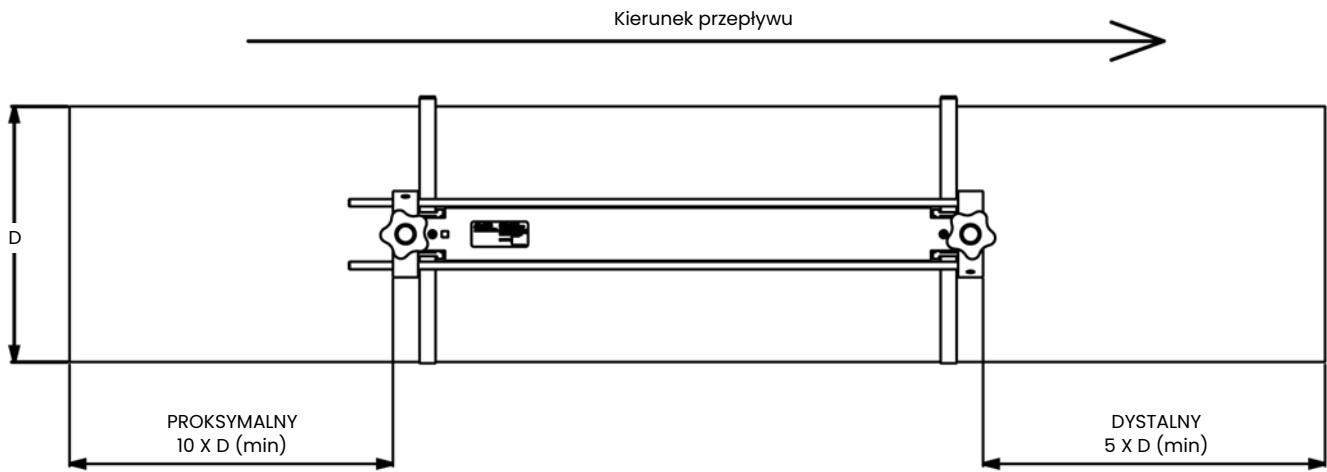 Kierunek przepływu
D
PROKSYMALNY
10 X D (min)
DYSTALNY
5 X D (min)